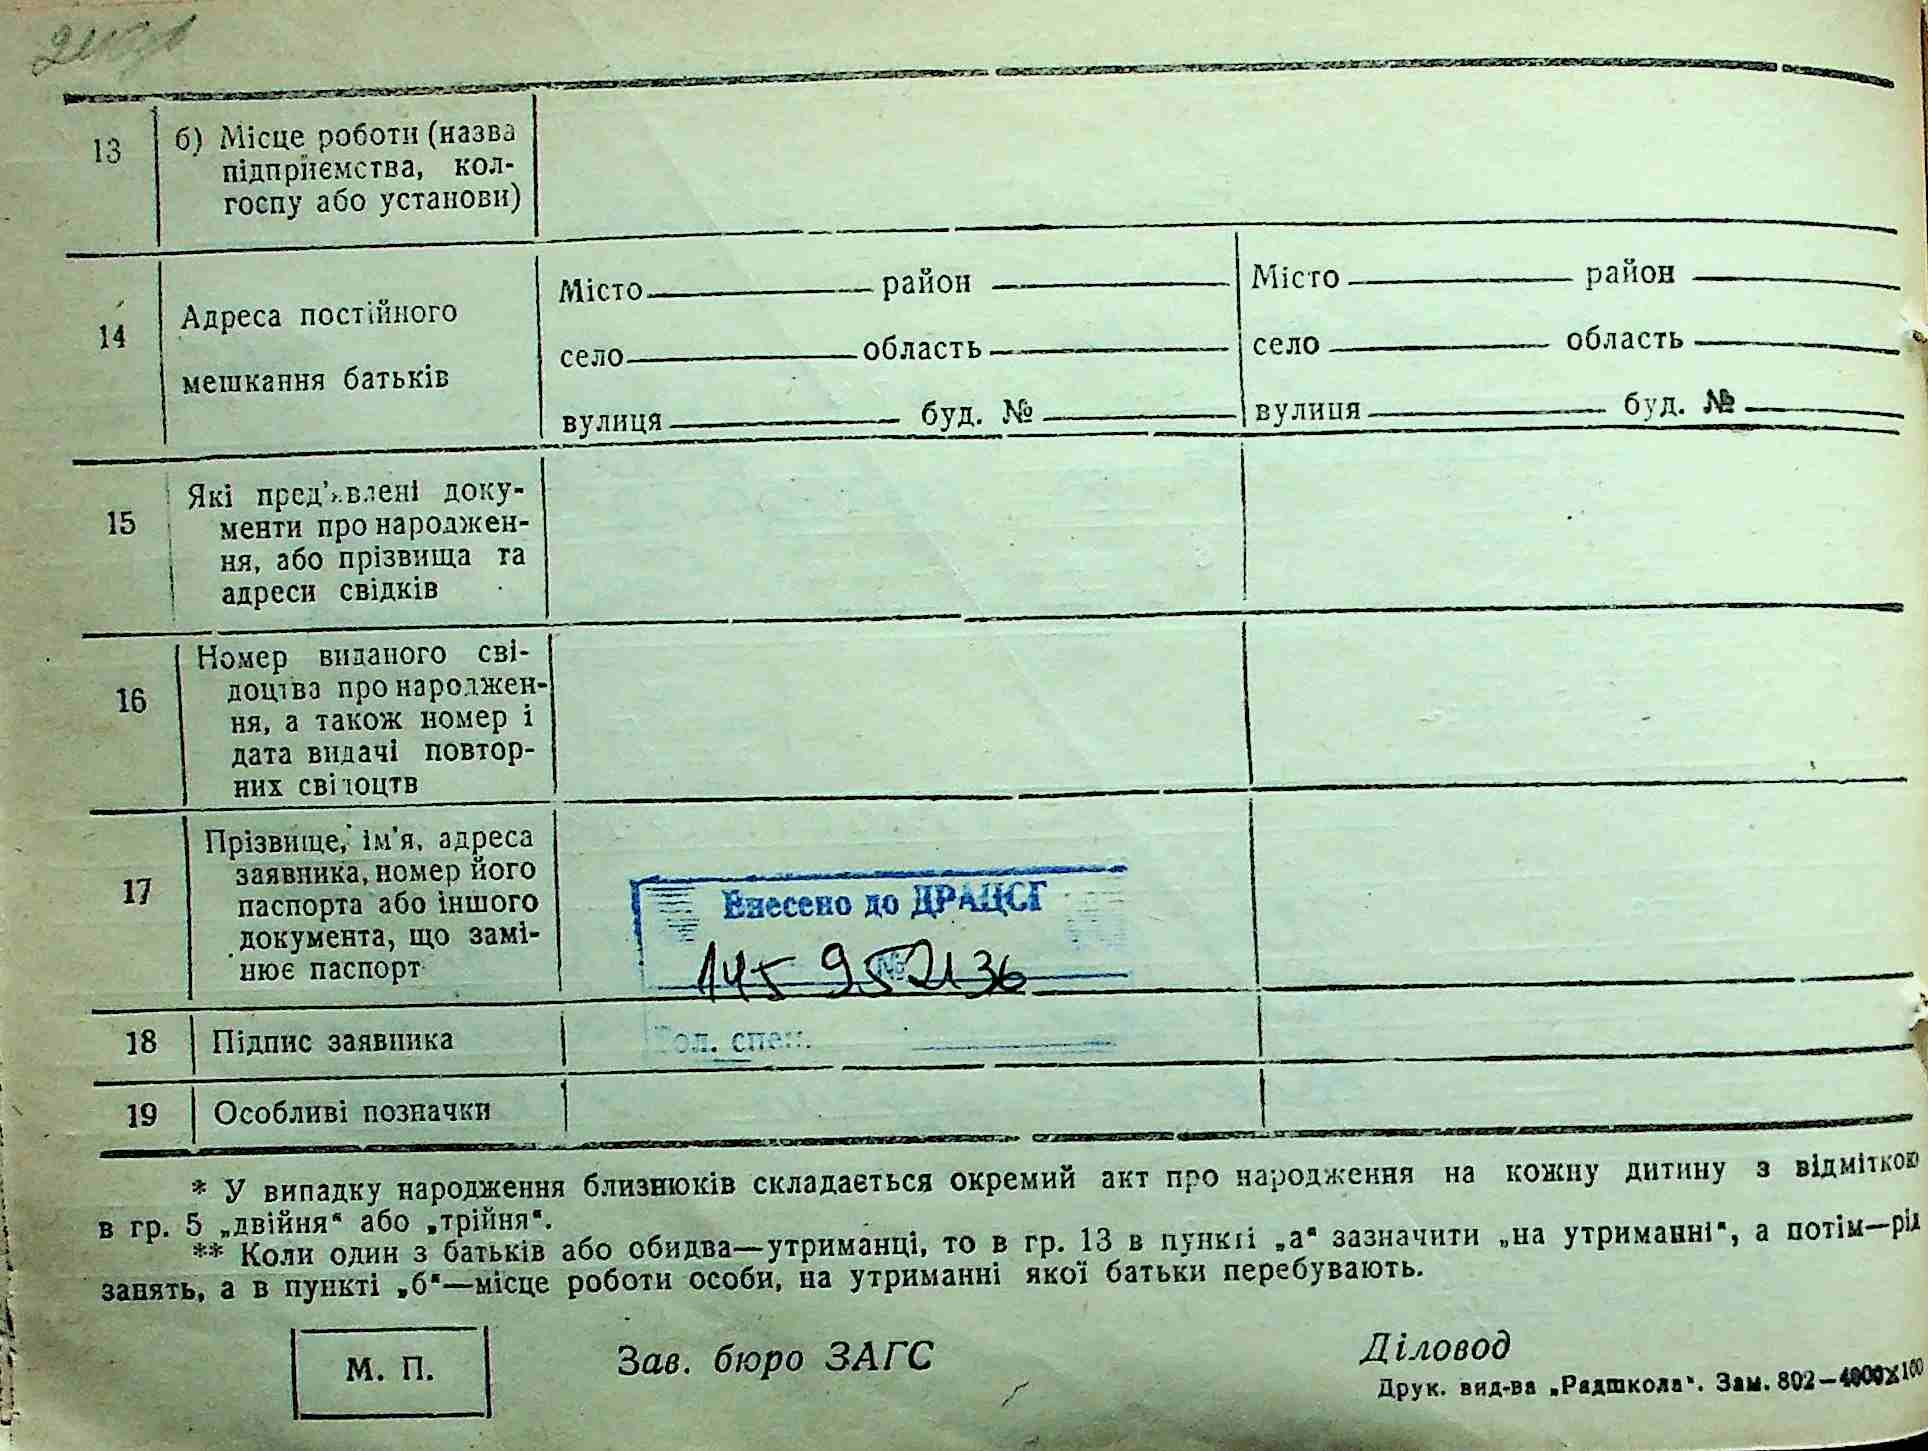 13
б) Місце роботи (назва
підприємства, кол-
госпу або установи)
14
Адреса постійного
мешкання батьків
Місто район
село область
вулиця буд. №
Місто район
село область
вулиця буд. №
15
Які пред'явлені доку-
менти про народжен-
ня, або прізвища та
адреси свідків
16
Номер виданого сві-
доцтва про народжен-
ня, а також номер і
дата видачі повтор-
них свідоцтв
17
Прізвище, ім'я, адреса
заявника, номер його
паспорта або іншого
документа, що замі-
нює паспорт
Внесено до ДРАЦСГ
№
145 952136
18
Підпис заявника
Гол. спец.
19
Особливі позначки
* У випадку народження близнюків складається окремий акт про народження на кожну дитину з відміткою
в гр. 5 „двійня“ або „трійня“.
** Коли один з батьків або обидва—утриманці, то в гр. 13 в пункті „а“ зазначити „на утриманні“, а потім—рід
занять, а в пункті „б“—місце роботи особи, на утриманні якої батьки перебувають.
М. П.
Зав. бюро ЗАГС
Діловод
Друк. вид-ва „Радшкола“. Зам. 802—4000×100